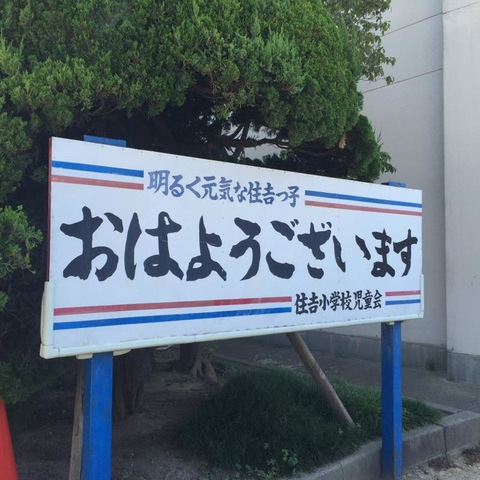 明るく元気な住吉っ子
おはようございます
住吉小学校児童会